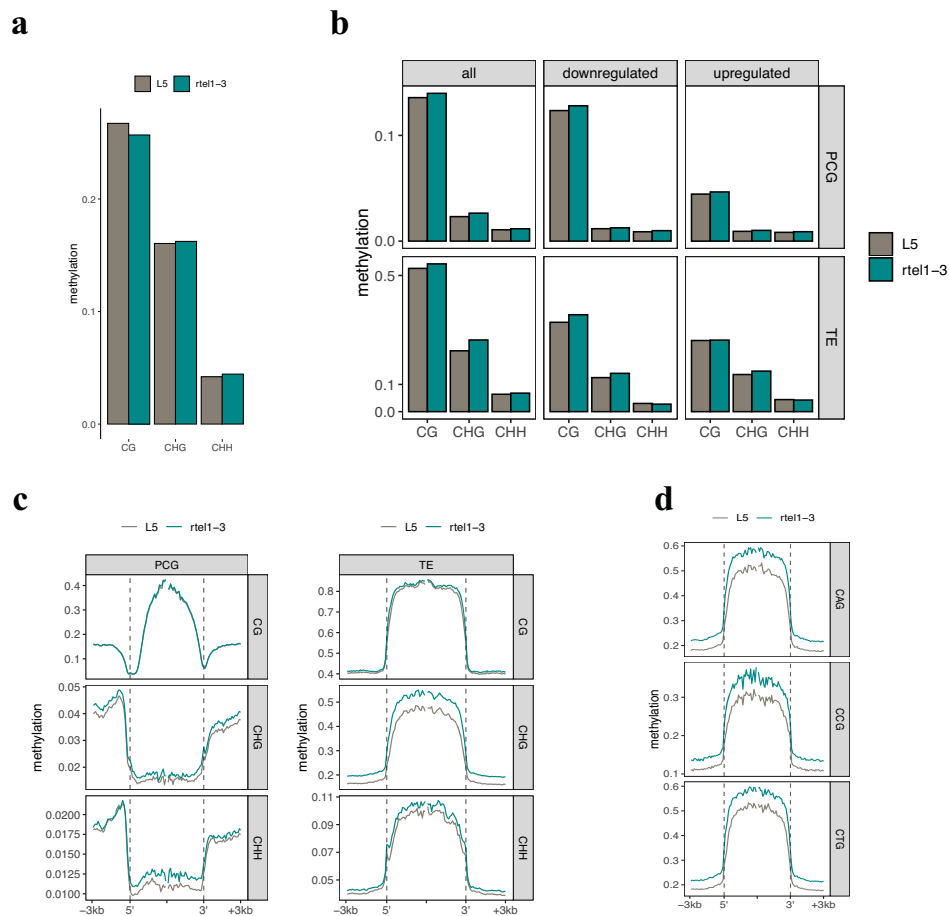 a
L5 rtel1−3
methylation
0.2
0.1
0.0
CG CHG CHH
b
all downregulated upregulated
methylation
0.1
0.0
PCG
0.5
0.1
0.0
TE
CG CHG CHH CG CHG CHH CG CHG CHH
L5
rtel1−3
c
L5 rtel1−3
PCG
0.4
0.3
0.2
0.1
CG
methylation
0.05
0.04
0.03
0.02
CHG
0.0200
0.0175
0.0150
0.0125
0.0100
CHH
−3kb 5' 3' +3kb
L5 rtel1−3
TE
0.8
0.7
0.6
0.5
0.4
CG
methylation
0.5
0.4
0.3
0.2
CHG
0.11
0.09
0.07
0.05
CHH
−3kb 5' 3' +3kb
d
L5 rtel1−3
0.6
0.5
0.4
0.3
0.2
CAG
methylation
0.3
0.2
0.1
CCG
0.6
0.5
0.4
0.3
0.2
CTG
−3kb 5' 3' +3kb